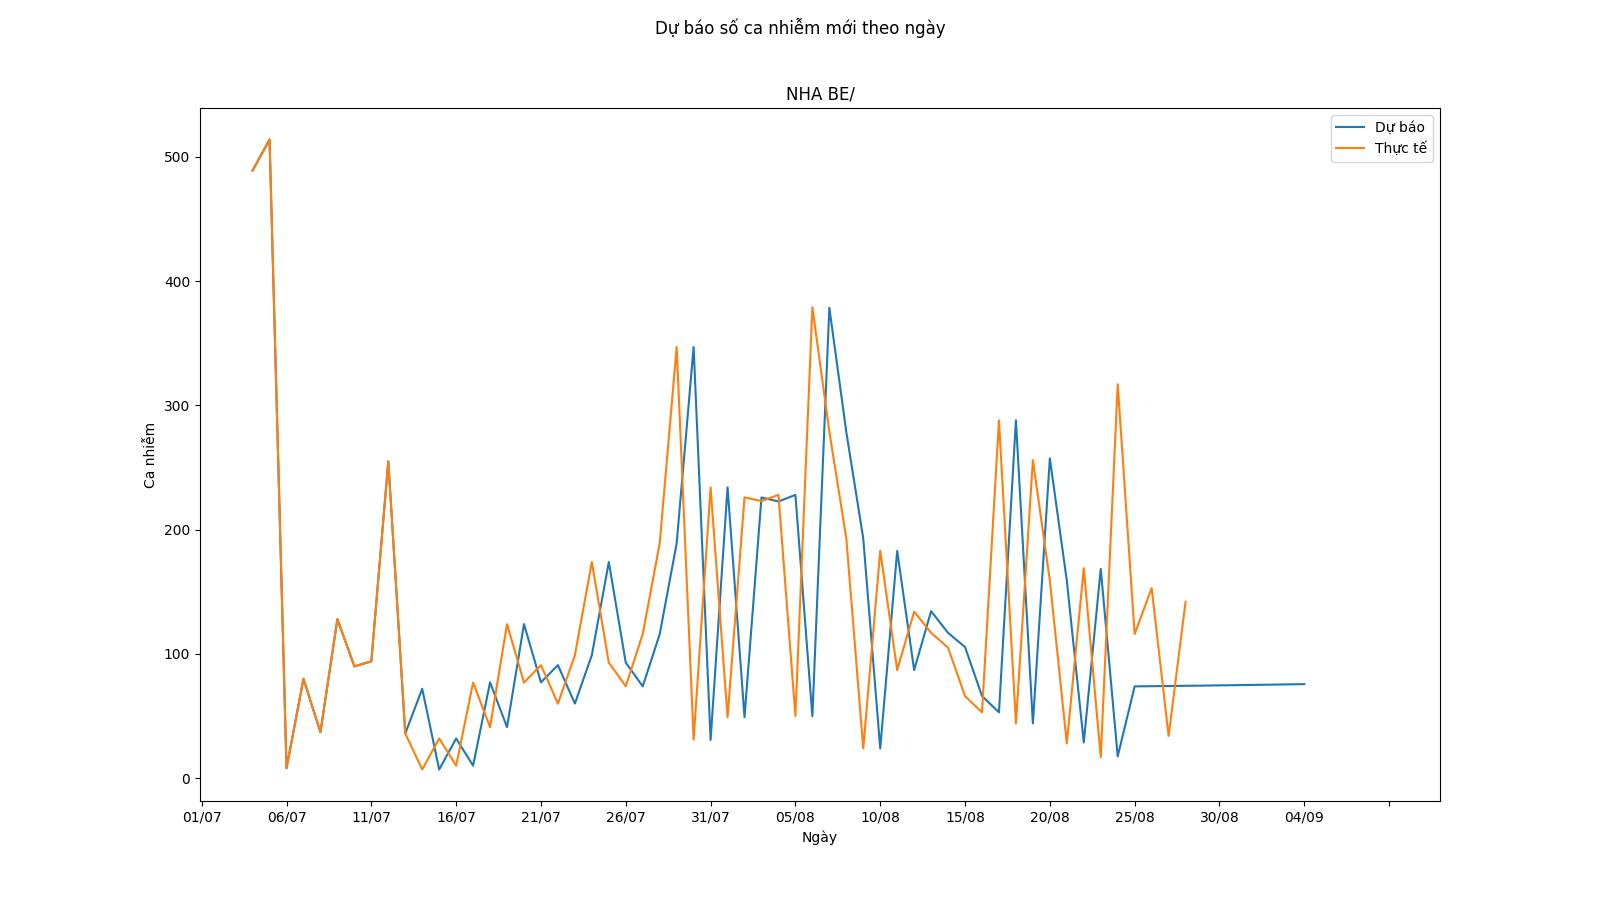 Dự báo số ca nhiễm mới theo ngày
NHA BE/
Dự báo
Thực tế
500
400
300
200
100
0
Ca nhiễm
01/07 06/07 11/07 16/07 21/07 26/07 31/07 05/08 10/08 15/08 20/08 25/08 30/08 04/09
Ngày